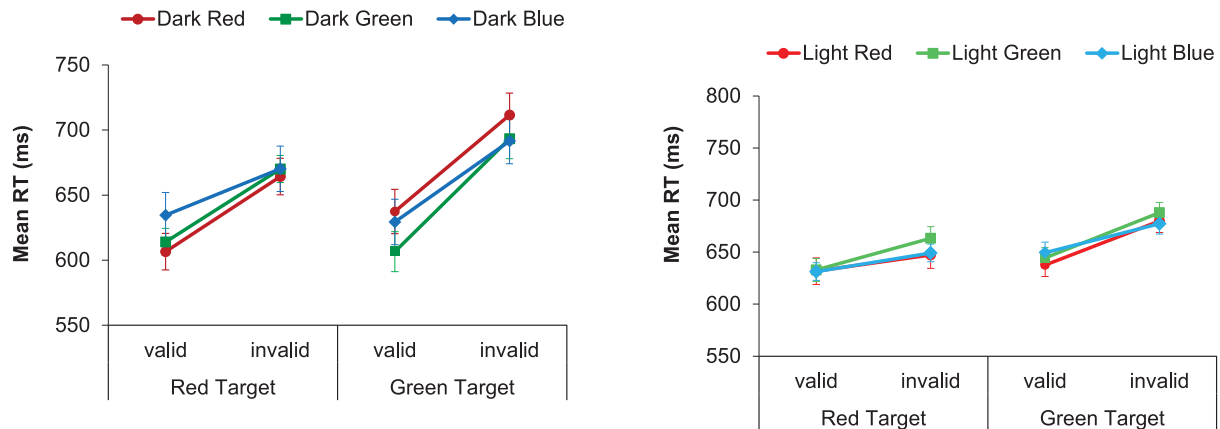 Dark Red Dark Green Dark Blue
750
700
650
600
550
Mean RT (ms)
valid invalid valid invalid
Red Target Green Target
Light Red Light Green Light Blue
800
750
700
650
600
550
Mean RT (ms)
valid invalid valid invalid
Red Target Green Target